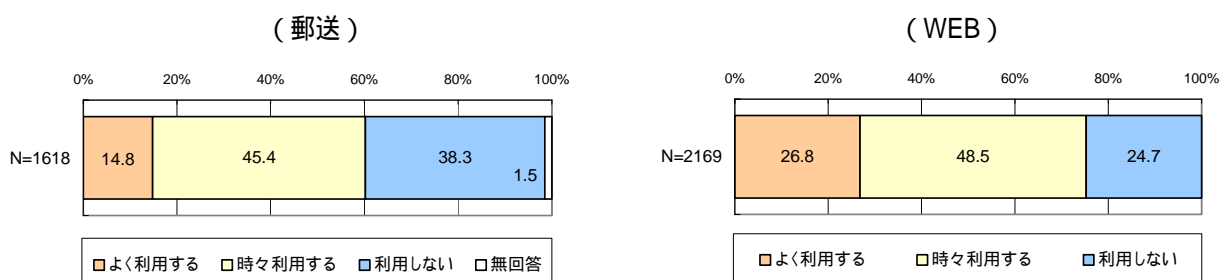 （郵送）
0% 20% 40% 60% 80% 100%
N=1618 14.8 45.4 38.3 1.5
よく利用する 時々利用する 利用しない 無回答
（WEB）
0% 20% 40% 60% 80% 100%
N=2169 26.8 48.5 24.7
よく利用する 時々利用する 利用しない